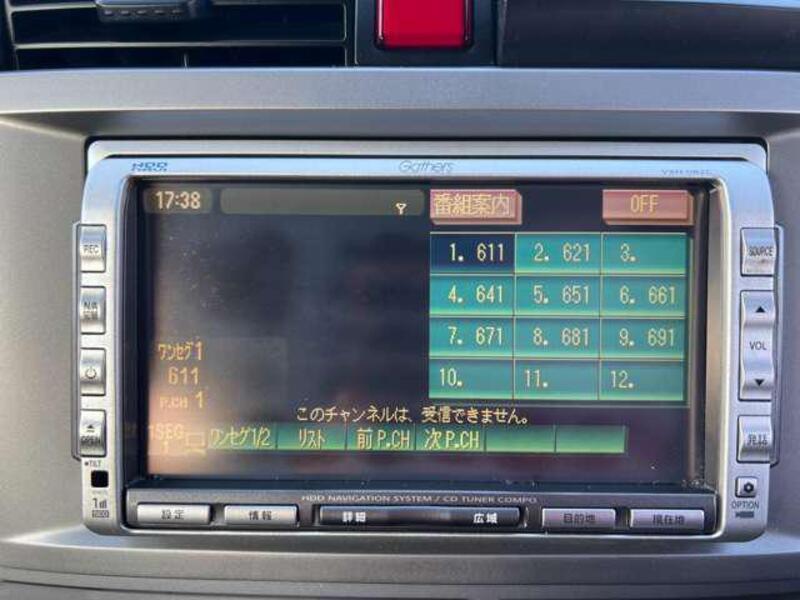 HDD
Gathers
17:38 番組案内 OFF
1. 611 2. 621 3.
4. 641 5. 651 6. 661
7. 671 8. 681 9. 691
10. 11. 12.
ワンセグ1
611
P.CH 1
このチャンネルは、受信できません。
1SEG
1
ワンセグ1/2 リスト 前P.CH 次P.CH
REC
N/A
OPEN
TILT
SOURCE
VOL
発話
OPTION
HDD NAVIGATION SYSTEM / CD TUNER COMPO
設定 情報 詳細 広域 目的地 現在地